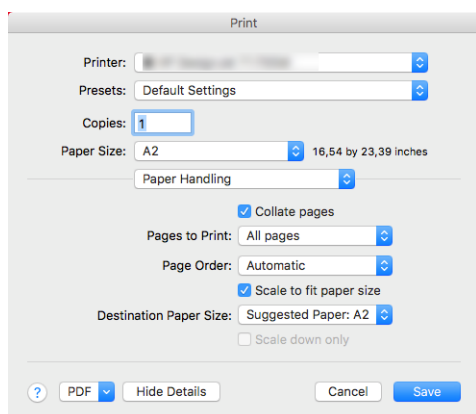 Print
Printer:
Presets: Default Settings
Copies: 1
Paper Size: A2 16,54 by 23,39 inches
Paper Handling
Collate pages
Pages to Print: All pages
Page Order: Automatic
Scale to fit paper size
Destination Paper Size: Suggested Paper: A2
Scale down only
? PDF Hide Details Cancel Save